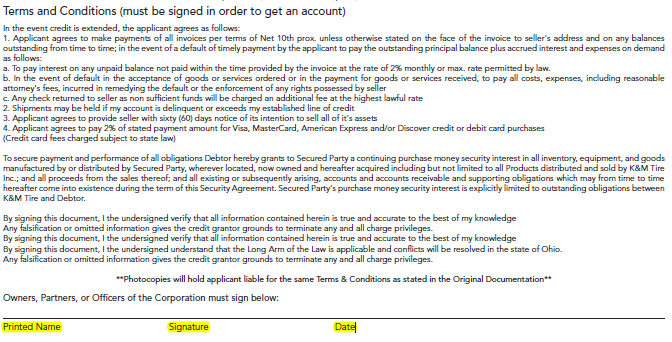 Terms and Conditions (must be signed in order to get an account)
In the event credit is extended, the applicant agrees as follows:
1. Applicant agrees to make payments of all invoices per terms of Net 10th prox. unless otherwise stated on the face of the invoice to seller's address and on any balances
outstanding from time to time; in the event of a default of timely payment by the applicant to pay the outstanding principal balance plus accrued interest and expenses on demand
as follows:
a. To pay interest on any unpaid balance not paid within the time provided by the invoice at the rate of 2% monthly or max. rate permitted by law.
b. In the event of default in the acceptance of goods or services ordered or in the payment for goods or services received, to pay all costs, expenses, including reasonable
attorney's fees, incurred in remedying the default or the enforcement of any rights possessed by seller
c. Any check returned to seller as non sufficient funds will be charged an additional fee at the highest lawful rate
2. Shipments may be held if my account is delinquent or exceeds my established line of credit
3. Applicant agrees to provide seller with sixty (60) days notice of its intention to sell all of it's assets
4. Applicant agrees to pay 2% of stated payment amount for Visa, MasterCard, American Express and/or Discover credit or debit card purchases
(Credit card fees charged subject to state law)
To secure payment and performance of all obligations Debtor hereby grants to Secured Party a continuing purchase money security interest in all inventory, equipment, and goods
manufactured by or distributed by Secured Party, wherever located, now owned and hereafter acquired including but not limited to all Products distributed and sold by K&M Tire
Inc.; and all proceeds from the sales thereof; and all existing or subsequently arising, accounts and accounts receivable and supporting obligations which may from time to time
hereafter come into existence during the term of this Security Agreement. Secured Party's purchase money security interest is explicitly limited to outstanding obligations between
K&M Tire and Debtor.
By signing this document, I the undersigned verify that all information contained herein is true and accurate to the best of my knowledge
Any falsification or omitted information gives the credit grantor grounds to terminate any and all charge privileges.
By signing this document, I the undersigned verify that all information contained herein is true and accurate to the best of my knowledge
By signing this document, I the undersigned understand that the Long Arm of the Law is applicable and conflicts will be resolved in the state of Ohio.
Any falsification or omitted information gives the credit grantor grounds to terminate any and all charge privileges.
**Photocopies will hold applicant liable for the same Terms & Conditions as stated in the Original Documentation**
Owners, Partners, or Officers of the Corporation must sign below:
Printed Name Signature Date